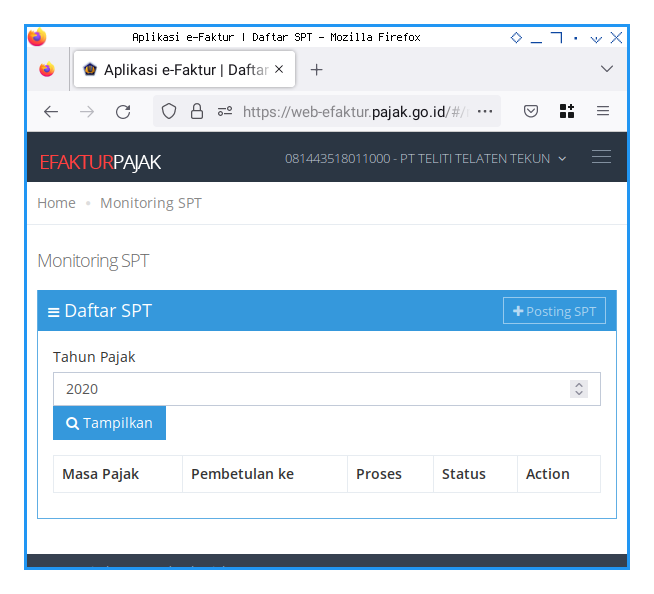 Aplikasi e-Faktur | Daftar SPT - Mozilla Firefox
Aplikasi e-Faktur | Daftar
https://web-efaktur.pajak.go.id/#/
EFAKTURPAJAK
081443518011000 - PT TELITI TELATEN TEKUN
Home • Monitoring SPT
Monitoring SPT
Daftar SPT
Posting SPT
Tahun Pajak
2020
Tampilkan
Masa Pajak Pembetulan ke Proses Status Action